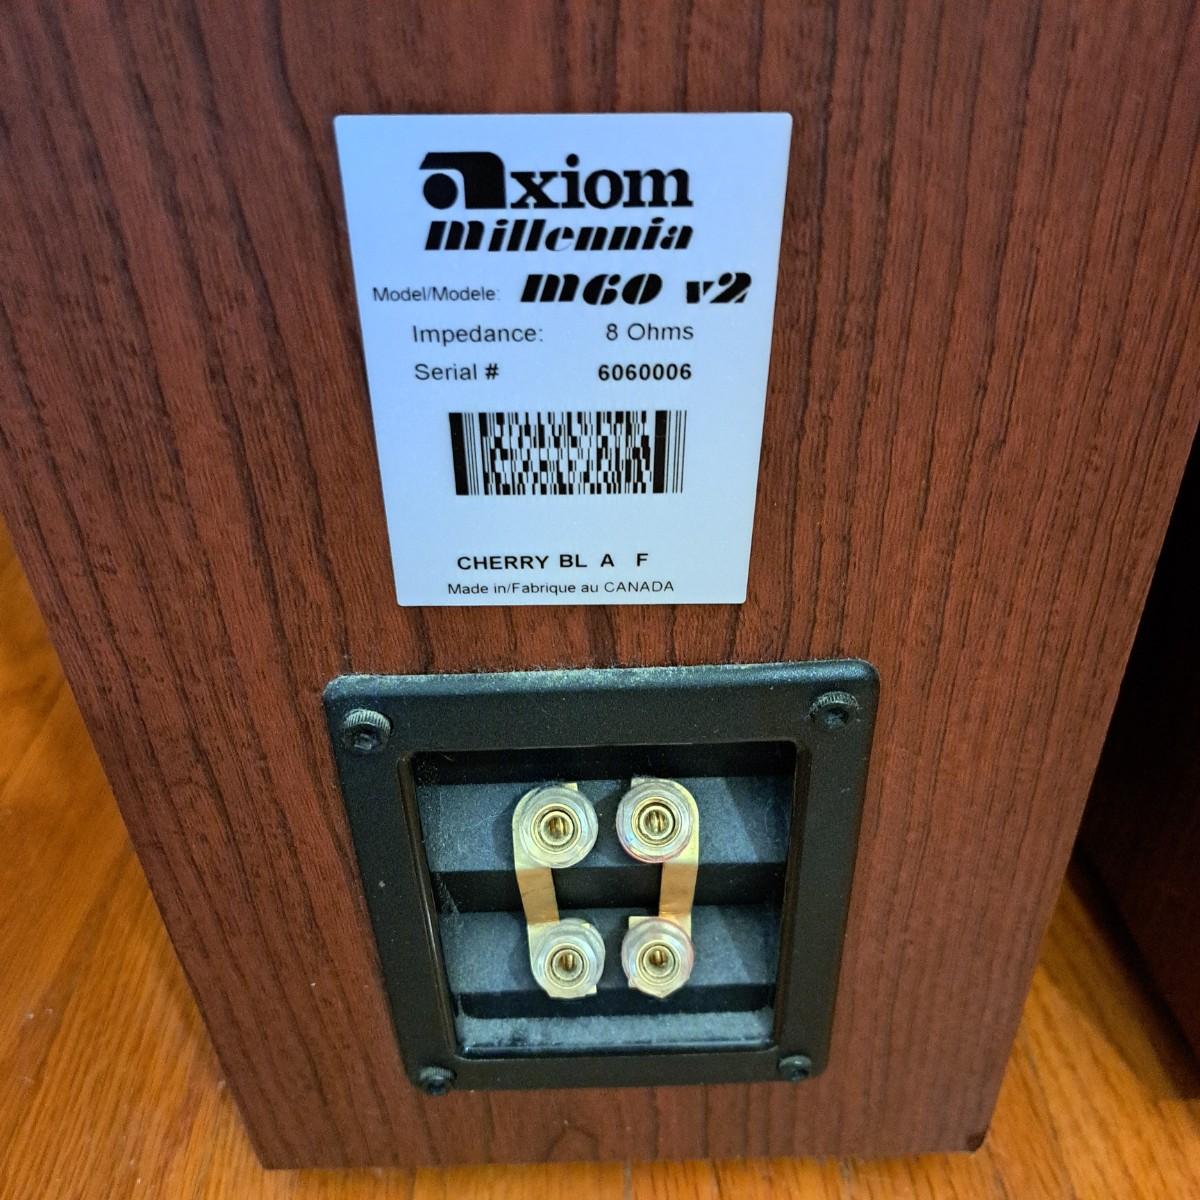 axiom
millennia
Model/Modele: m60 v2
Impedance: 8 Ohms
Serial # 6060006
CHERRY BL A F
Made in/Fabrique au CANADA